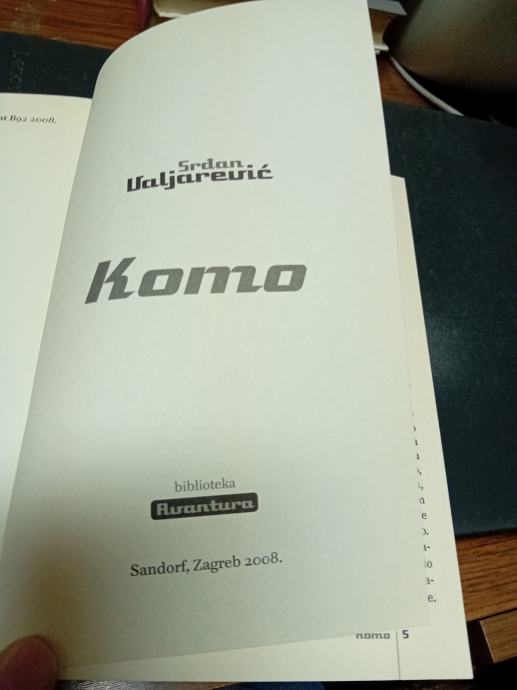 B92 2008.
Srdan
Valjarević
Komo
biblioteka
Avantura
Sandorf, Zagreb 2008.
komo 5
e.